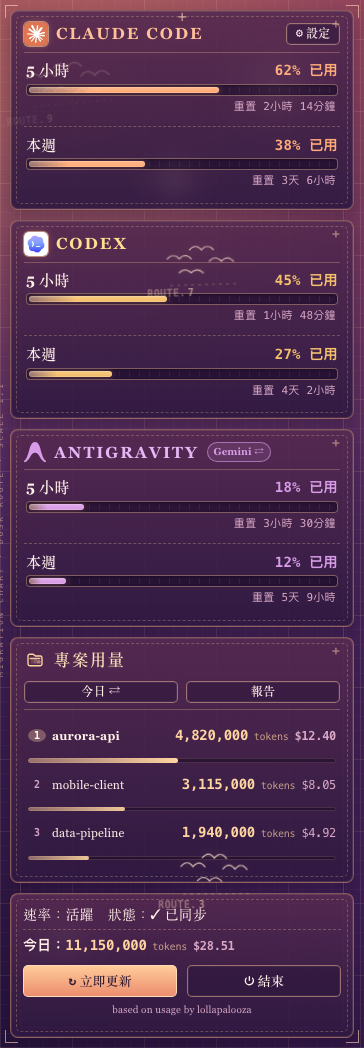 CLAUDE CODE
⚙ 設定
5 小時
62% 已用
重置 2小時 14分鐘
ROUTE. 9
本週
38% 已用
重置 3天 6小時
CODEX
5 小時
45% 已用
ROUTE. 7
重置 1小時 48分鐘
本週
27% 已用
重置 4天 2小時
ANTIGRAVITY
Gemini ⇄
5 小時
18% 已用
重置 3小時 30分鐘
本週
12% 已用
重置 5天 9小時
專案用量
今日 ⇄
報告
1 aurora-api 4,820,000 tokens $12.40
2 mobile-client 3,115,000 tokens $8.05
3 data-pipeline 1,940,000 tokens $4.92
ROUTE. 3
速率：活躍 狀態：✓ 已同步
今日：11,150,000 tokens $28.51
↻ 立即更新
⏻ 結束
based on usage by lollapalooza